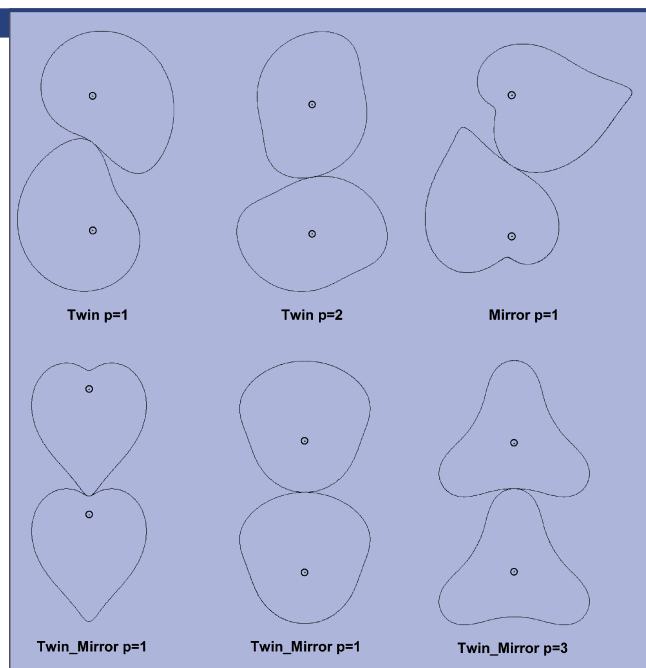 Twin p=1
Twin p=2
Mirror p=1
Twin_Mirror p=1
Twin_Mirror p=1
Twin_Mirror p=3